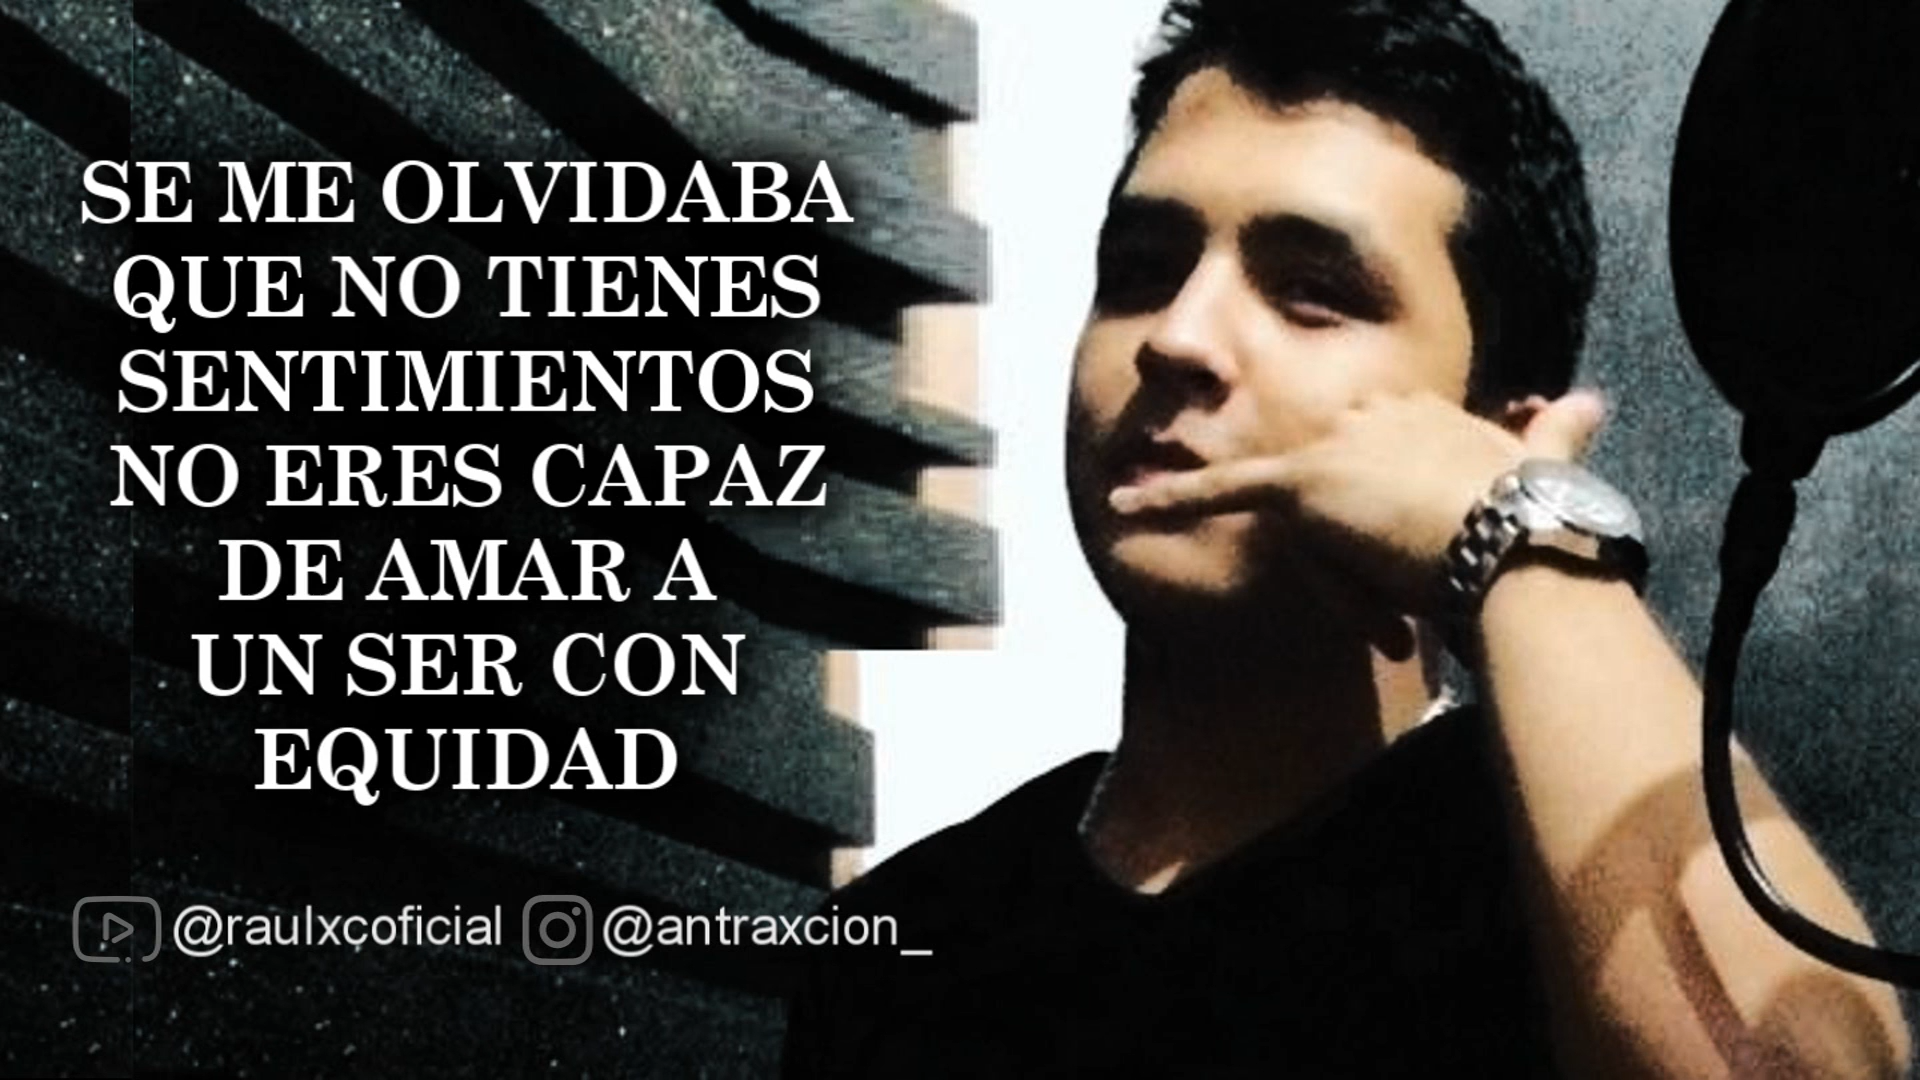 SE ME OLVIDABA
QUE NO TIENES
SENTIMIENTOS
NO ERES CAPAZ
DE AMAR A
UN SER CON
EQUIDAD
@raulxcoficial @antraxcion_